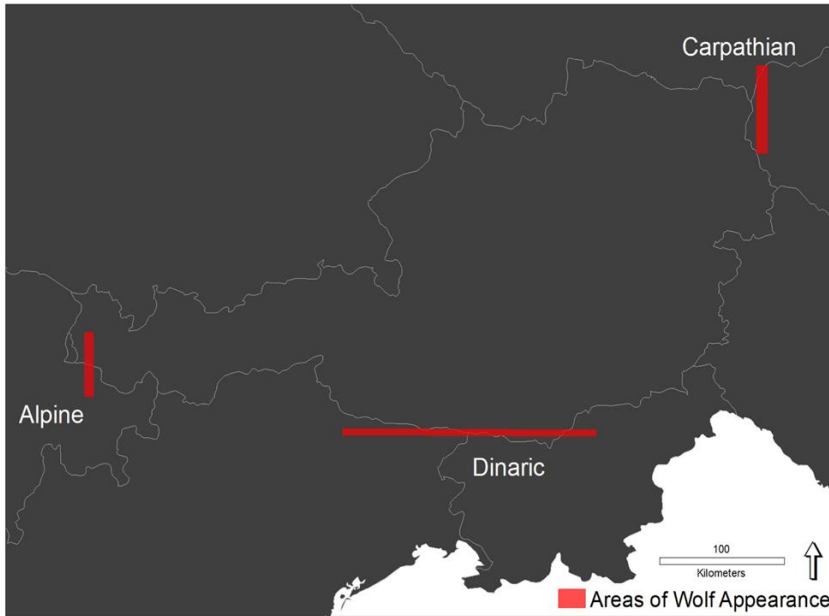 Carpathian
Alpine
Dinaric
100
Kilometers
Areas of Wolf Appearance